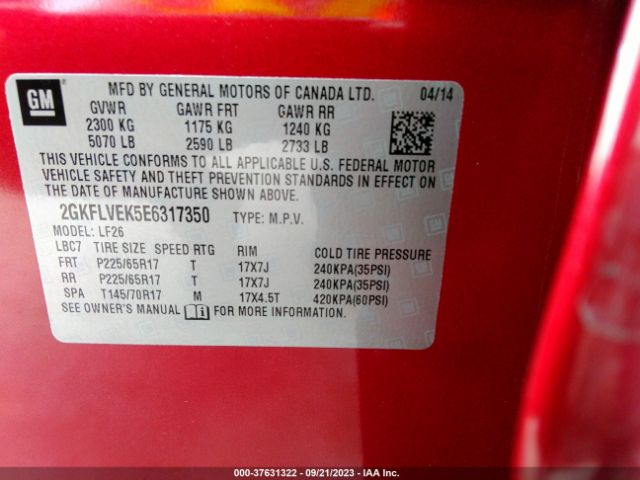 GM
MFD BY GENERAL MOTORS OF CANADA LTD. 04/14
GVWR GAWR FRT GAWR RR
2300 KG 1175 KG 1240 KG
5070 LB 2590 LB 2733 LB
THIS VEHICLE CONFORMS TO ALL APPLICABLE U.S. FEDERAL MOTOR
VEHICLE SAFETY AND THEFT PREVENTION STANDARDS IN EFFECT ON
THE DATE OF MANUFACTURE SHOWN ABOVE.
2GKFLVEK5E6317350 TYPE: M.P.V.
MODEL: LF26
LBC7 TIRE SIZE SPEED RTG RIM COLD TIRE PRESSURE
FRT P225/65R17 T 17X7J 240KPA(35PSI)
RR P225/65R17 T 17X7J 240KPA(35PSI)
SPA T145/70R17 M 17X4.5T 420KPA(60PSI)
SEE OWNER'S MANUAL FOR MORE INFORMATION.
000-37631322 - 09/21/2023 - IAAI.COM